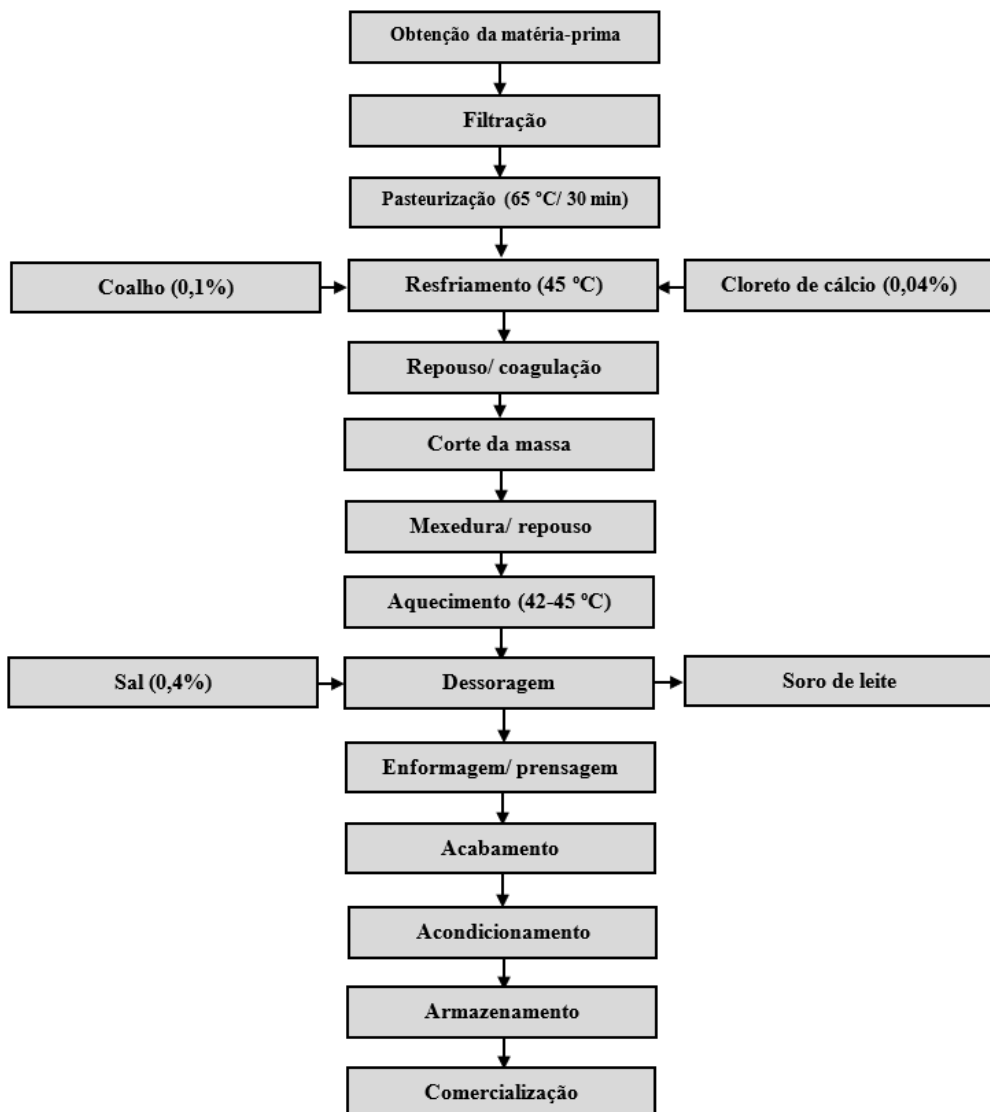 Obtenção da matéria-prima
Filtração
Pasteurização (65 ºC/ 30 min)
Coalho (0,1%)
Resfriamento (45 ºC)
Cloreto de cálcio (0,04%)
Repouso/ coagulação
Corte da massa
Mexedura/ repouso
Aquecimento (42-45 ºC)
Sal (0,4%)
Dessoragem
Soro de leite
Enformagem/ prensagem
Acabamento
Acondicionamento
Armazenamento
Comercialização